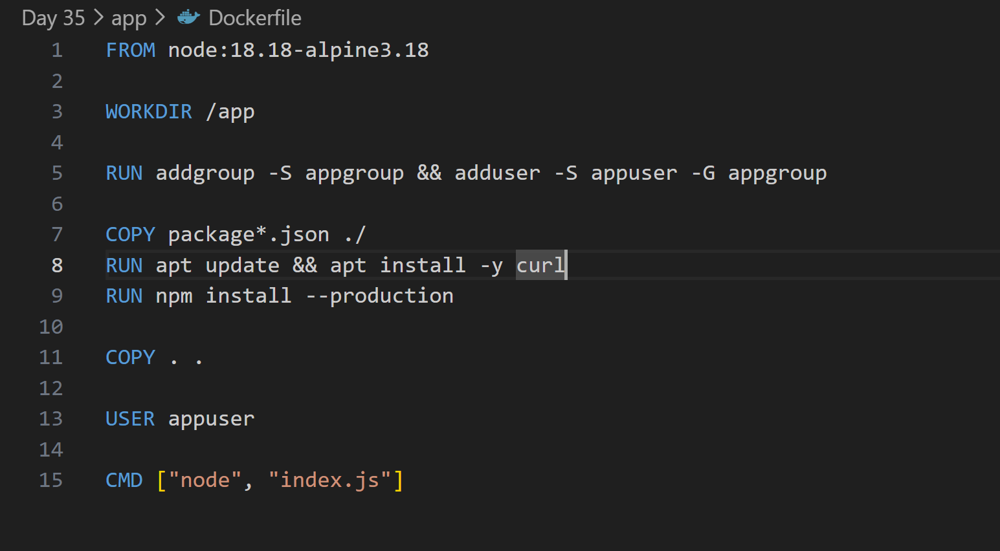 Day 35 > app > Dockerfile
1 FROM node:18.18-alpine3.18
2
3 WORKDIR /app
4
5 RUN addgroup -S appgroup && adduser -S appuser -G appgroup
6
7 COPY package*.json ./
8 RUN apt update && apt install -y curl
9 RUN npm install --production
10
11 COPY . .
12
13 USER appuser
14
15 CMD ["node", "index.js"]